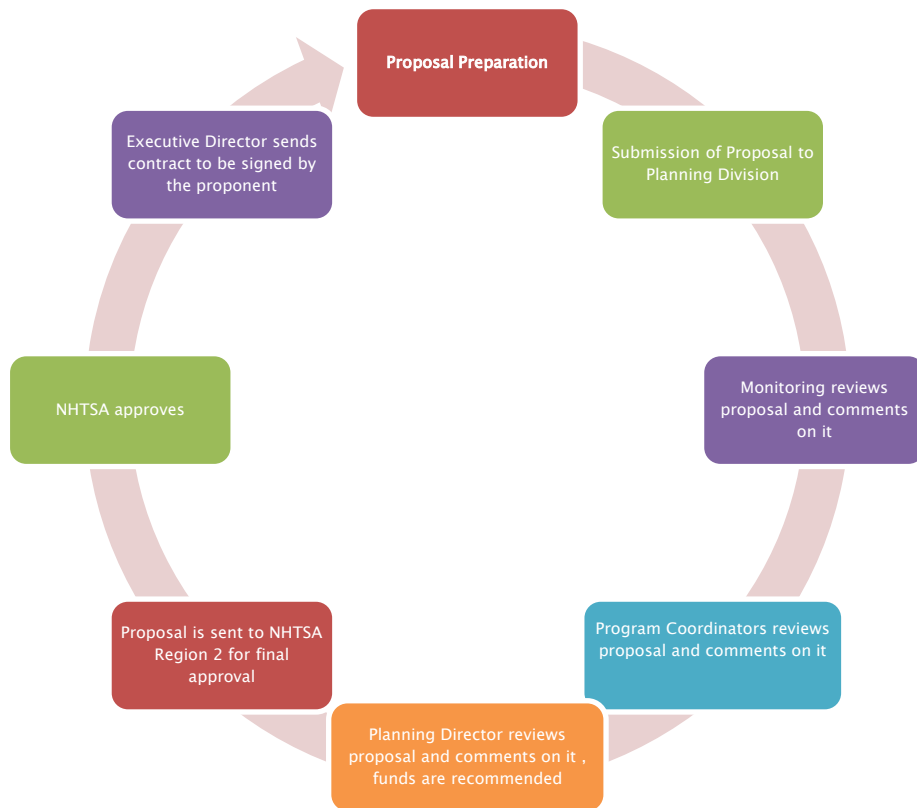 Proposal Preparation
Submission of Proposal to
Planning Division
Monitoring reviews
proposal and comments
on it
Program Coordinators reviews
proposal and comments on it
Planning Director reviews
proposal and comments on it ,
funds are recommended
Proposal is sent to NHTSA
Region 2 for final
approval
NHTSA approves
Executive Director sends
contract to be signed by
the proponent